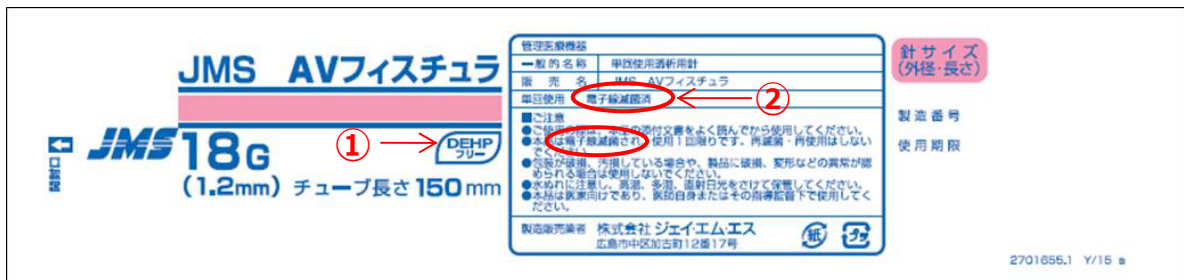 JMS AVフィスチュラ
①
DEHP
フリー
JMS 18G
(1.2mm) チューブ長さ 150mm
開封口
管理医療機器
一般的名称 単回使用透析用針
販売名 JMS AVフィスチュラ
単回使用 電子線滅菌済
②
■ご注意
●ご使用の際は、本品の添付文書をよく読んでから使用してください。
●本品は電子線滅菌され、使用1回限りです。再滅菌・再使用はしない
でください。
●包装が破損、汚損している場合や、製品に破損、変形などの異常が認
められる場合は使用しないでください。
●水ぬれに注意し、高温、多湿、直射日光をさけて保管してください。
●本品は医家向けであり、医師自身またはその指導監督下で使用してく
ださい。
製造販売業者 株式会社 ジェイ・エム・エス
広島市中区加古町12番17号
紙
プラ
針サイズ
(外径・長さ)
製造番号
使用期限
2701655.1 Y/15 a